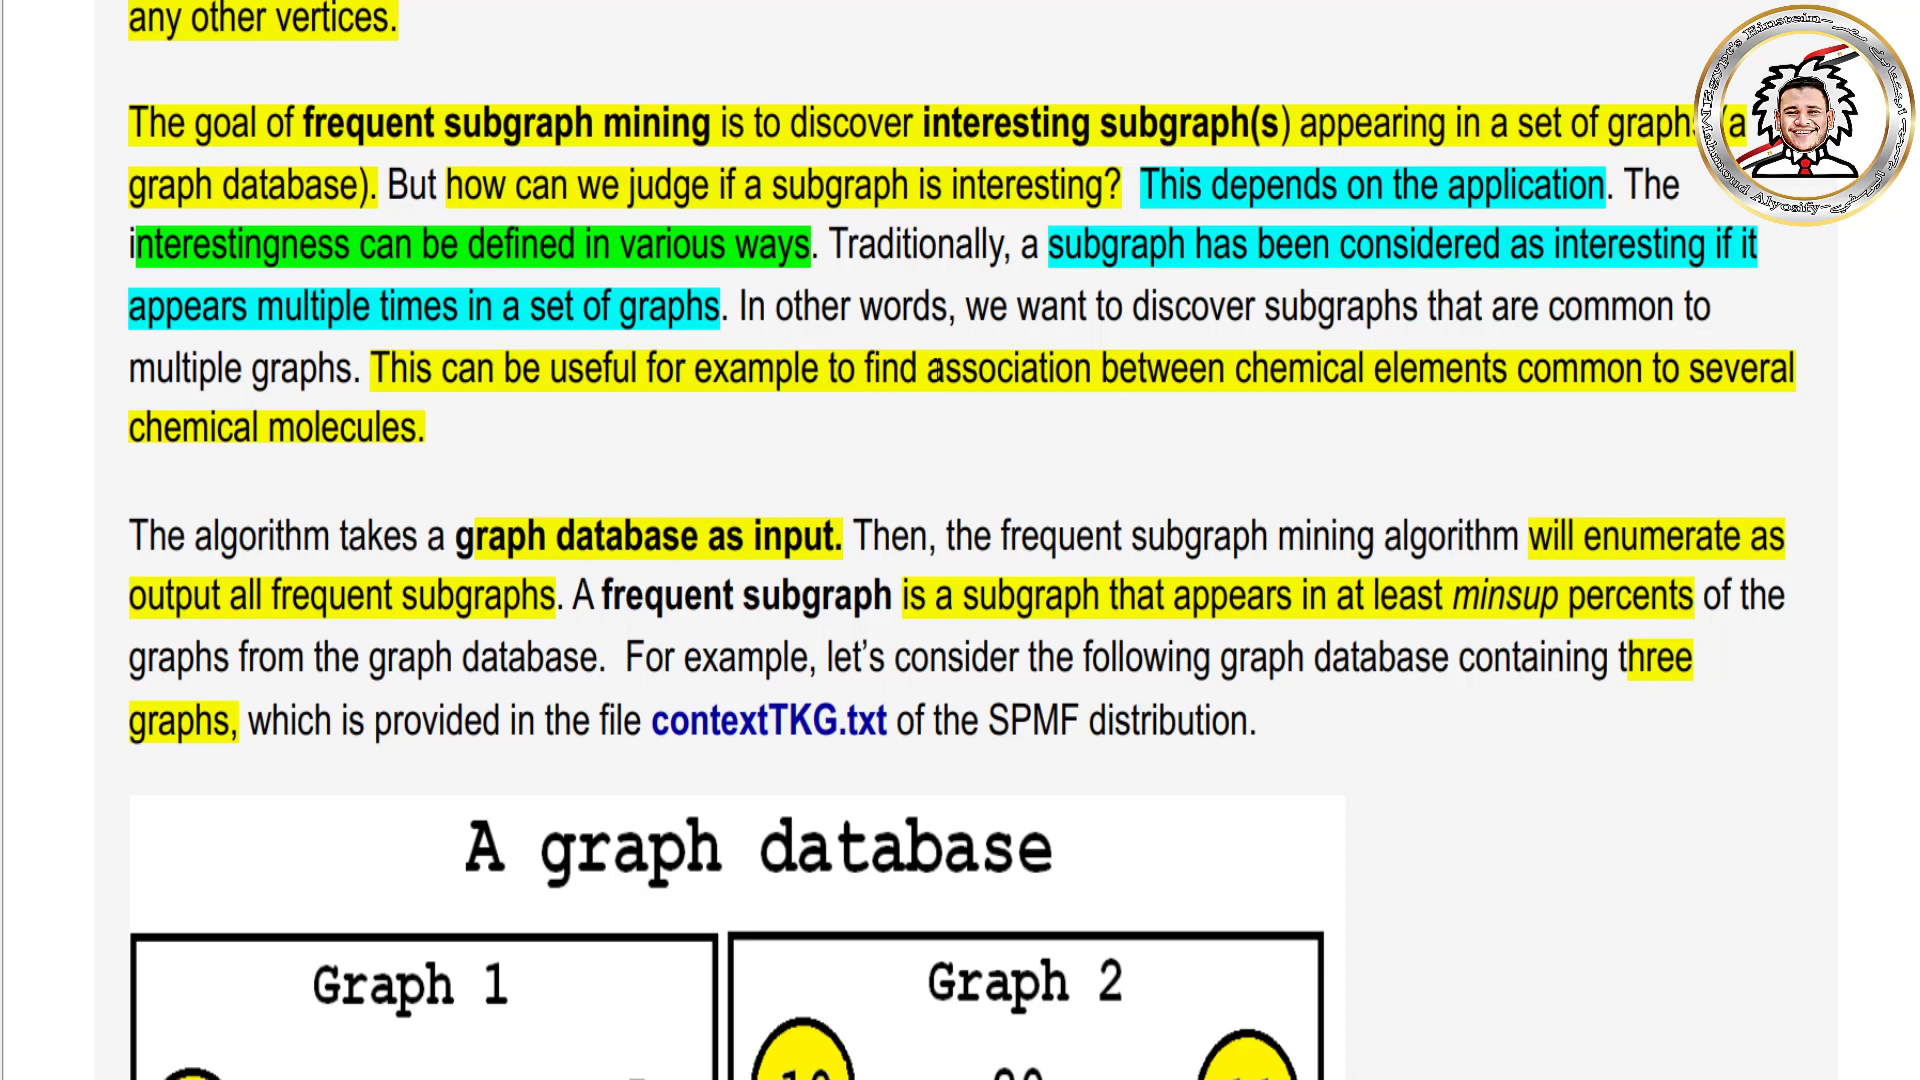 any other vertices.
The goal of frequent subgraph mining is to discover interesting subgraph(s) appearing in a set of graphs (a
graph database). But how can we judge if a subgraph is interesting? This depends on the application. The
interestingness can be defined in various ways. Traditionally, a subgraph has been considered as interesting if it
appears multiple times in a set of graphs. In other words, we want to discover subgraphs that are common to
multiple graphs. This can be useful for example to find association between chemical elements common to several
chemical molecules.
The algorithm takes a graph database as input. Then, the frequent subgraph mining algorithm will enumerate as
output all frequent subgraphs. A frequent subgraph is a subgraph that appears in at least minsup percents of the
graphs from the graph database. For example, let's consider the following graph database containing three
graphs, which is provided in the file contextTKG.txt of the SPMF distribution.
A graph database
Graph 1
Graph 2
10
20
Egypt's Einstein
Mahmoud Alyosify